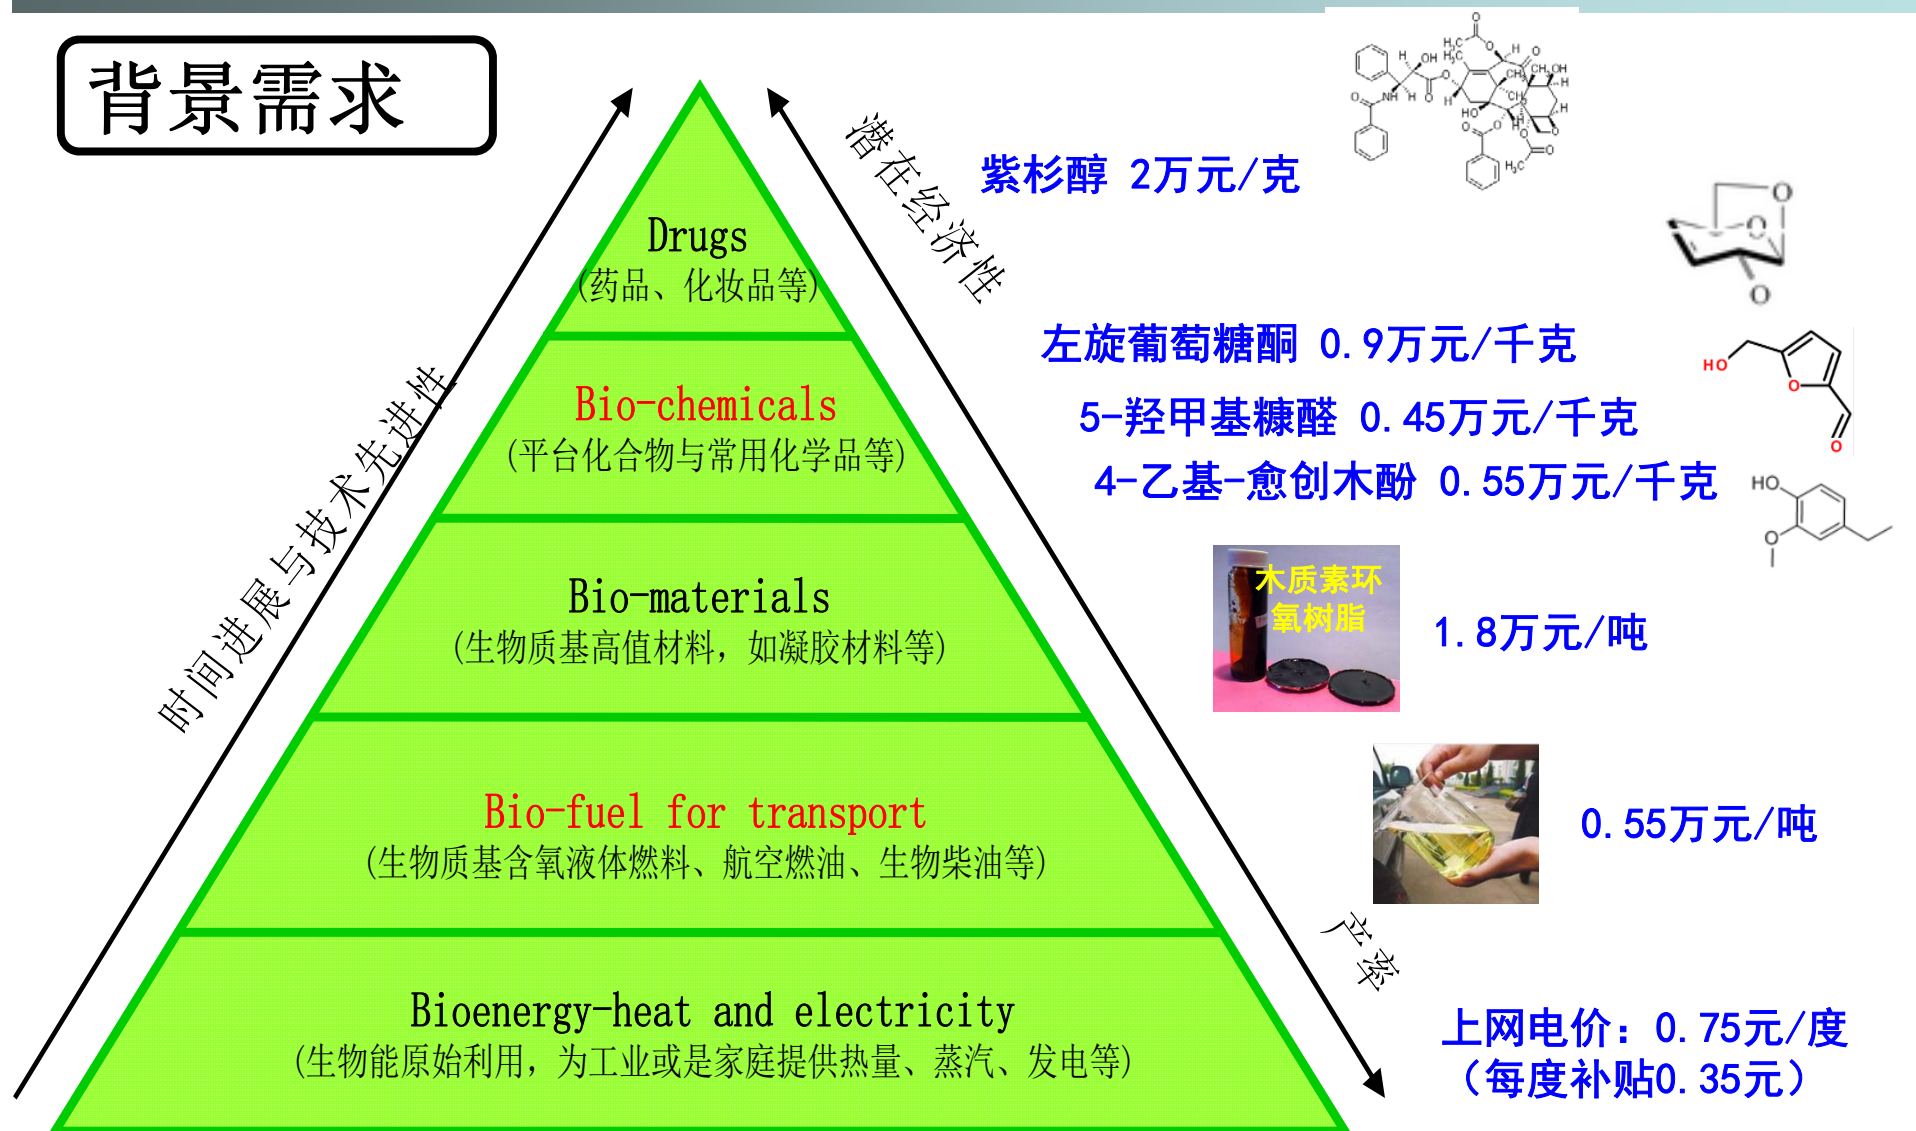 背景需求
潜在经济性
紫杉醇 2万元/克
Drugs
(药品、化妆品等)
左旋葡萄糖酮 0.9万元/千克
HO
O
O
时间进展与技术先进性
Bio-chemicals
(平台化合物与常用化学品等)
5-羟甲基糠醛 0.45万元/千克
4-乙基-愈创木酚 0.55万元/千克
HO
O
Bio-materials
(生物质基高值材料，如凝胶材料等)
木质素环
氧树脂
1.8万元/吨
Bio-fuel for transport
(生物质基含氧液体燃料、航空燃油、生物柴油等)
0.55万元/吨
产率
Bioenergy-heat and electricity
(生物能原始利用，为工业或是家庭提供热量、蒸汽、发电等)
上网电价：0.75元/度
（每度补贴0.35元）